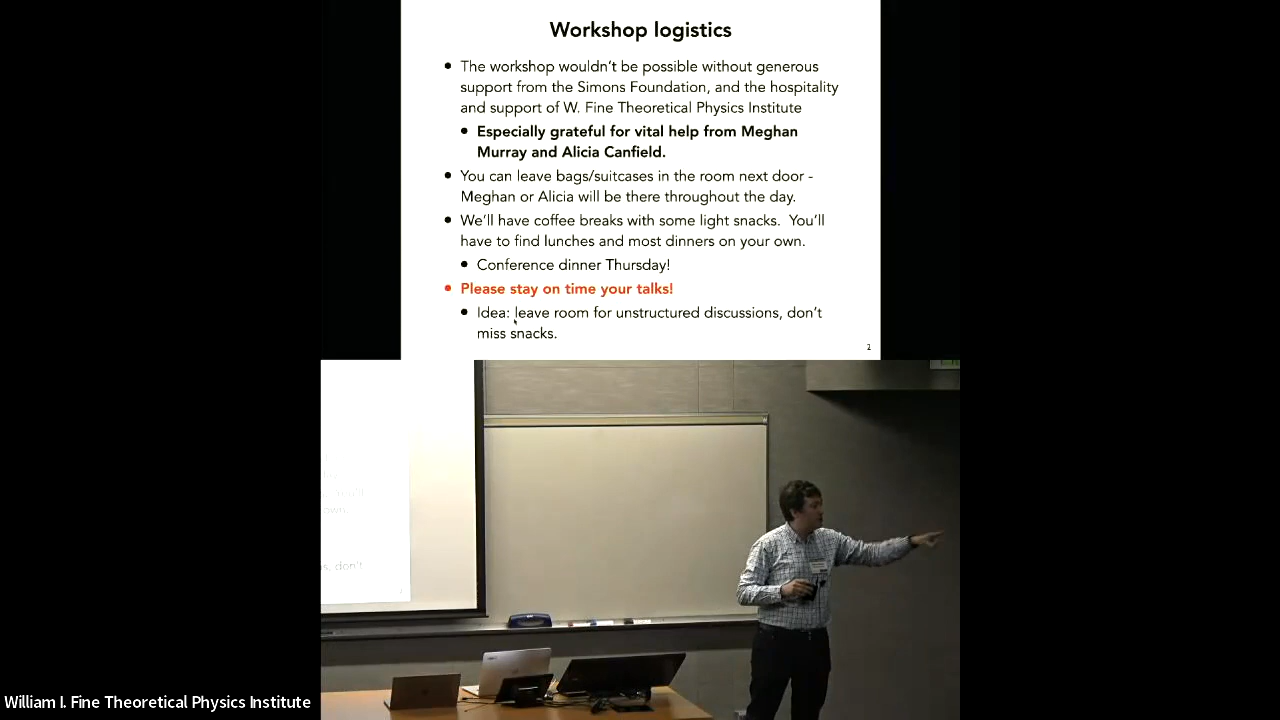 Workshop logistics
The workshop wouldn't be possible without generous
support from the Simons Foundation, and the hospitality
and support of W. Fine Theoretical Physics Institute
Especially grateful for vital help from Meghan
Murray and Alicia Canfield.
You can leave bags/suitcases in the room next door -
Meghan or Alicia will be there throughout the day.
We'll have coffee breaks with some light snacks. You'll
have to find lunches and most dinners on your own.
Conference dinner Thursday!
Please stay on time your talks!
Idea: leave room for unstructured discussions, don't
miss snacks.
2
own.
don't
William I. Fine Theoretical Physics Institute